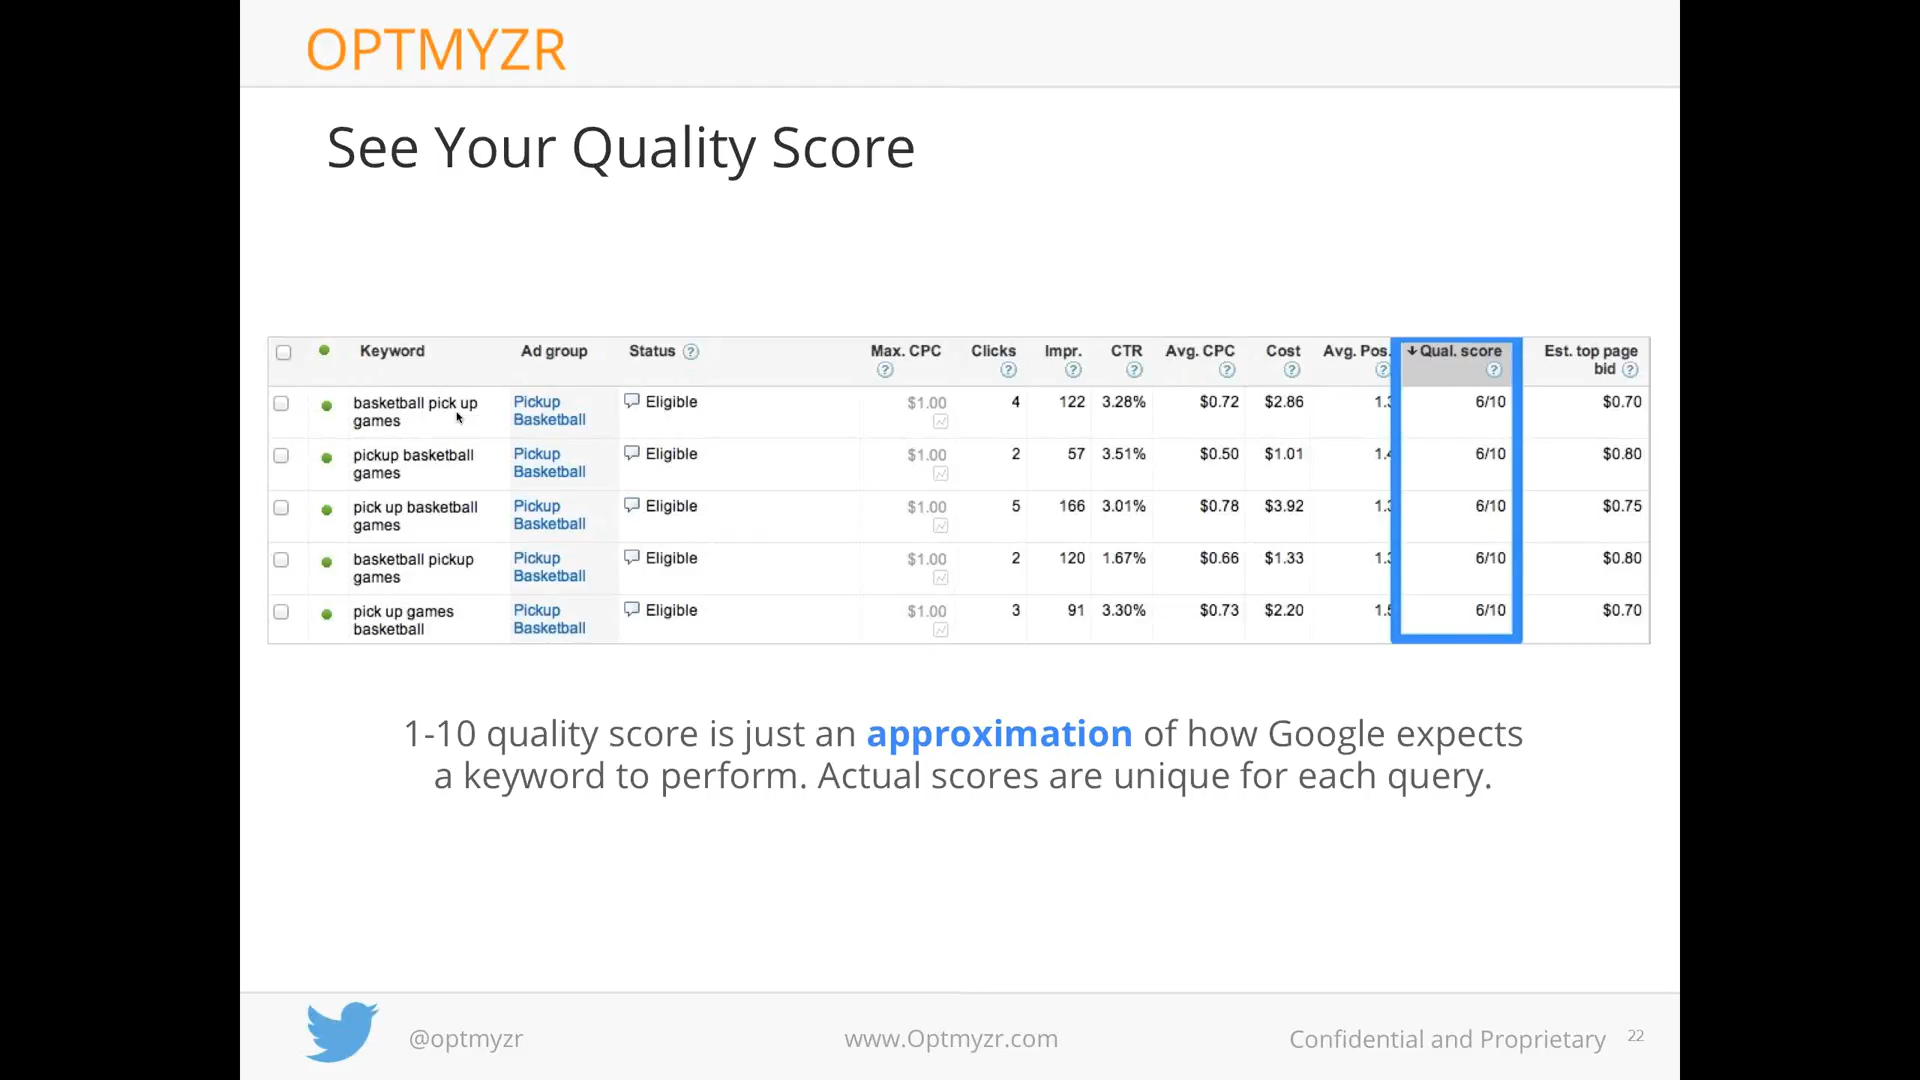 OPTMYZR
See Your Quality Score
Keyword Ad group Status ? Max. CPC ? Clicks ? Impr. ? CTR ? Avg. CPC ? Cost ? Avg. Pos. ? ↓ Qual. score ? Est. top page bid ?
basketball pick up games Pickup Basketball Eligible $1.00 4 122 3.28% $0.72 $2.86 6/10 $0.70
pickup basketball games Pickup Basketball Eligible $1.00 2 57 3.51% $0.50 $1.01 6/10 $0.80
pick up basketball games Pickup Basketball Eligible $1.00 5 166 3.01% $0.78 $3.92 6/10 $0.75
basketball pickup games Pickup Basketball Eligible $1.00 2 120 1.67% $0.66 $1.33 6/10 $0.80
pick up games basketball Pickup Basketball Eligible $1.00 3 91 3.30% $0.73 $2.20 6/10 $0.70
1-10 quality score is just an approximation of how Google expects
a keyword to perform. Actual scores are unique for each query.
@optmyzr www.Optmyzr.com Confidential and Proprietary 22